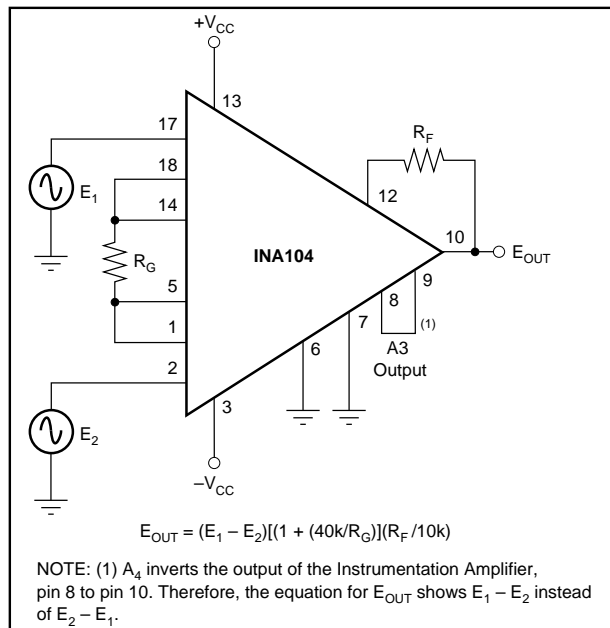 +V_CC
13
17
18
14
5
1
2
E_1
R_G
E_2
INA104
12
R_F
10
E_OUT
9
8
(1)
7
6
A3
Output
3
–V_CC
E_OUT = (E_1 – E_2)[(1 + (40k/R_G)](R_F /10k)
NOTE: (1) A_4 inverts the output of the Instrumentation Amplifier,
pin 8 to pin 10. Therefore, the equation for E_OUT shows E_1 – E_2 instead
of E_2 – E_1.